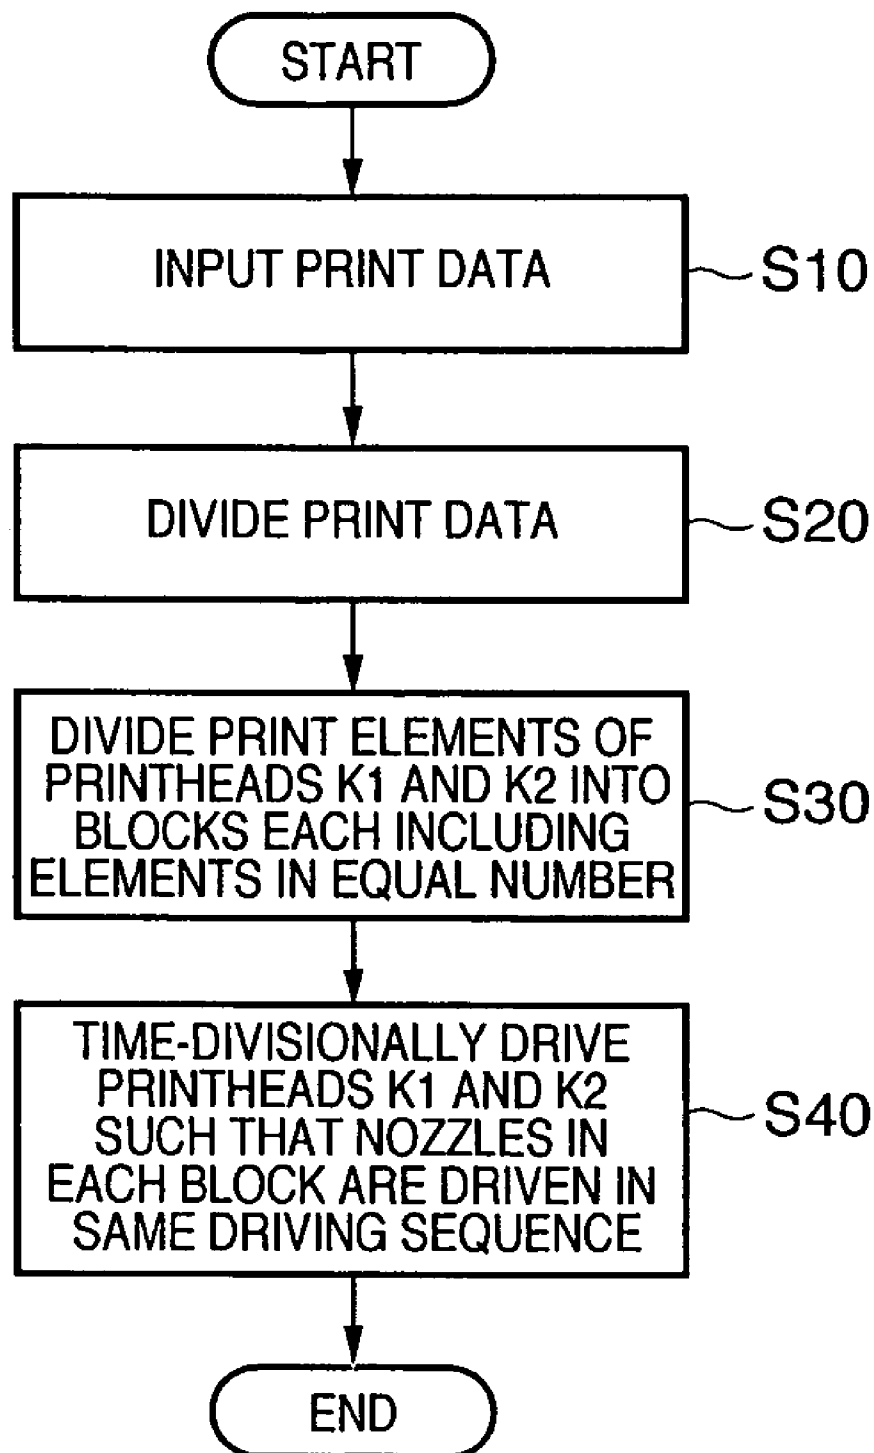 START
INPUT PRINT DATA
S10
DIVIDE PRINT DATA
S20
DIVIDE PRINT ELEMENTS OF
PRINTHEADS K1 AND K2 INTO
BLOCKS EACH INCLUDING
ELEMENTS IN EQUAL NUMBER
S30
TIME-DIVISIONALLY DRIVE
PRINTHEADS K1 AND K2
SUCH THAT NOZZLES IN
EACH BLOCK ARE DRIVEN IN
SAME DRIVING SEQUENCE
S40
END